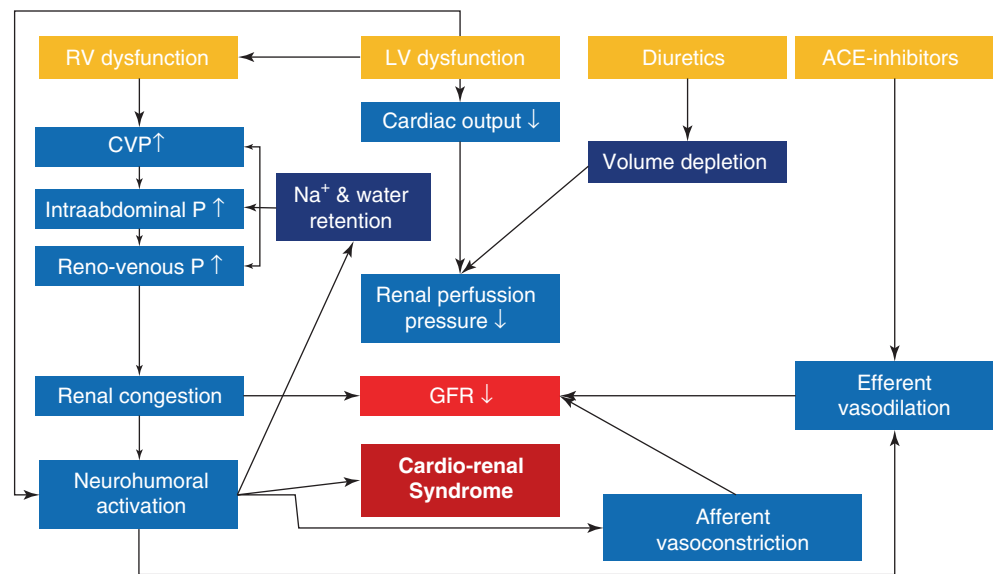 RV dysfunction
LV dysfunction
Diuretics
ACE-inhibitors
CVP↑
Cardiac output ↓
Volume depletion
Intraabdominal P ↑
Na⁺ & water
retention
Reno-venous P ↑
Renal perfussion
pressure ↓
Renal congestion
GFR ↓
Efferent
vasodilation
Neurohumoral
activation
Cardio-renal
Syndrome
Afferent
vasoconstriction